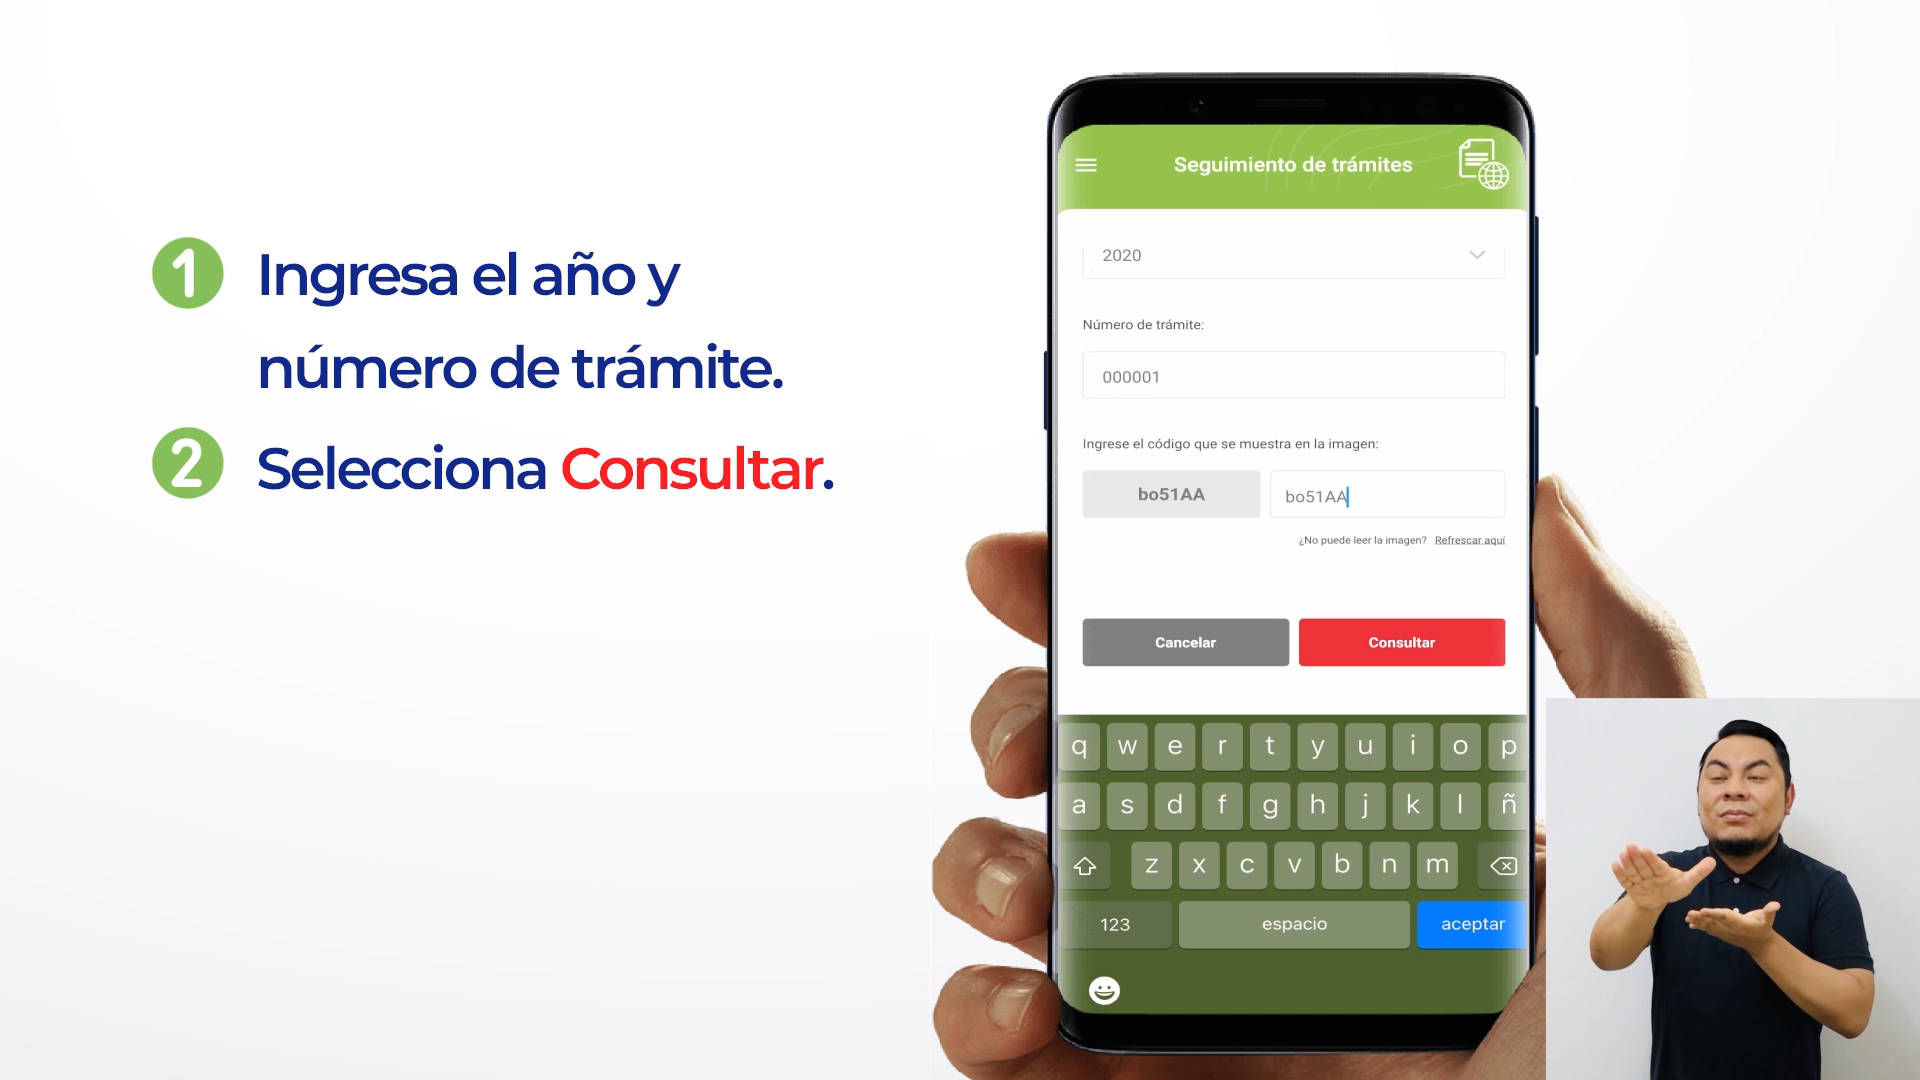 1 Ingresa el año y
número de trámite.
2 Selecciona Consultar.
Seguimiento de trámites
2020
Número de trámite:
000001
Ingrese el código que se muestra en la imagen:
bo51AA bo51AA
¿No puede leer la imagen? Refrescar aquí
Cancelar Consultar
q w e r t y u i o p
a s d f g h j k l ñ
z x c v b n m
123 espacio aceptar